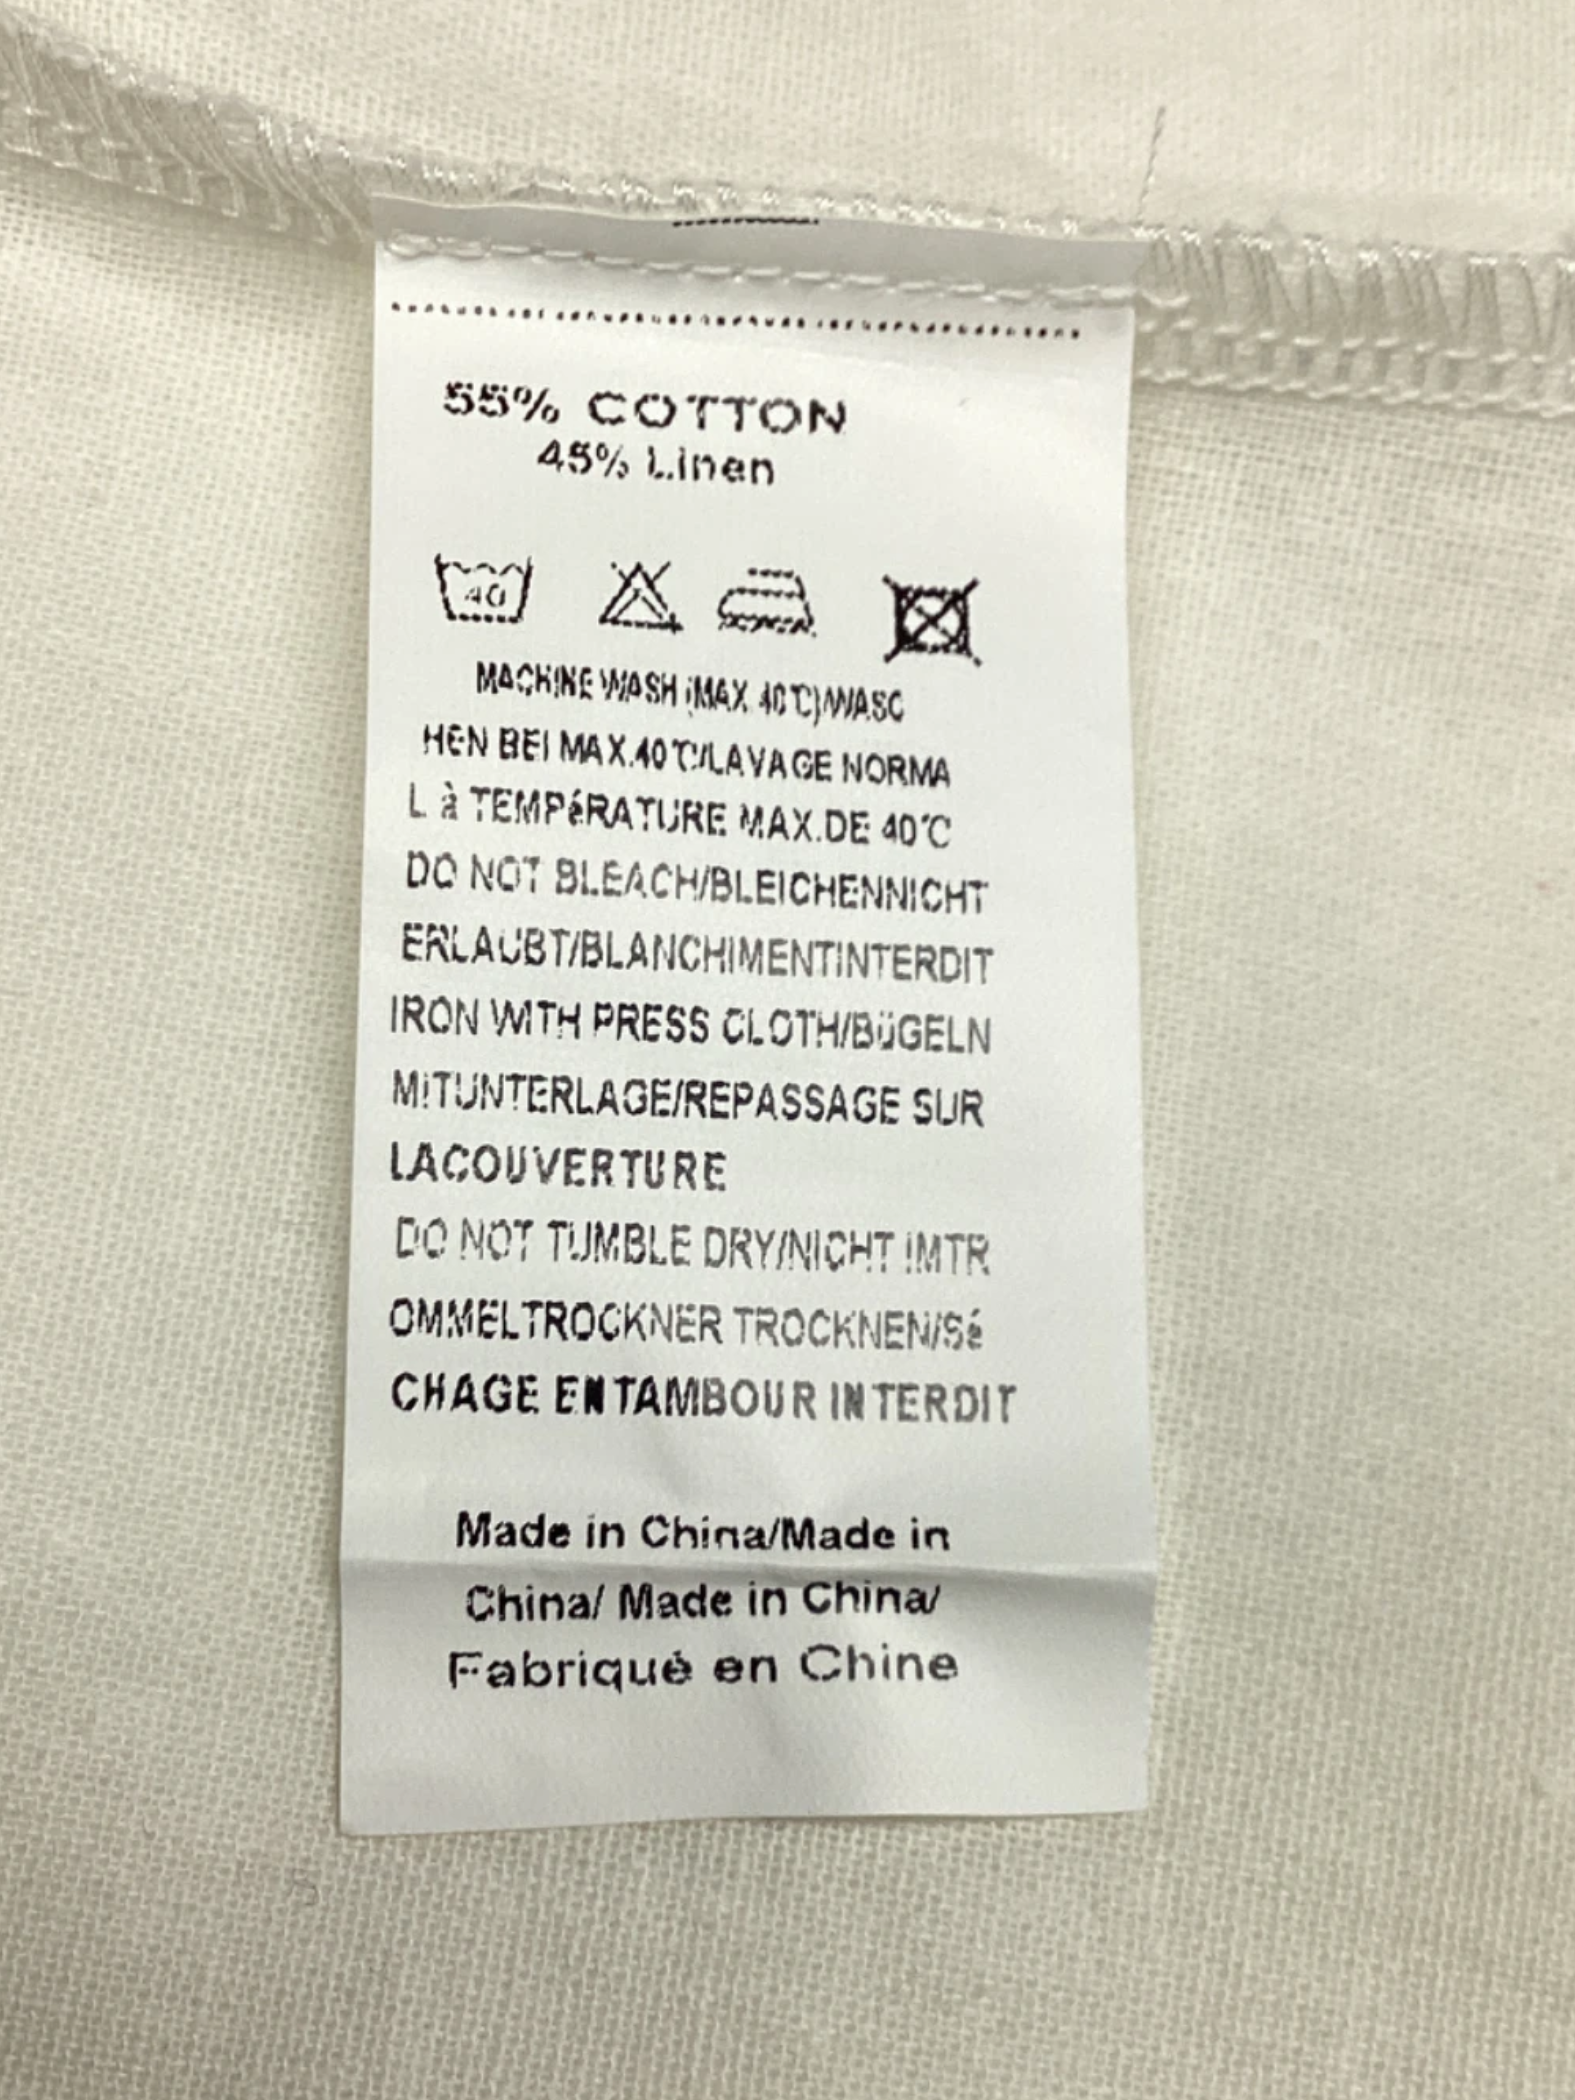 55% COTTON
45% Linen
40
MACHINE WASH (MAX 40℃)/WASC
HEN BEI MAX.40℃/LAVAGE NORMA
L à TEMPéRATURE MAX.DE 40℃
DO NOT BLEACH/BLEICHENNICHT
ERLAUBT/BLANCHIMENTINTERDIT
IRON WITH PRESS CLOTH/BüGELN
MITUNTERLAGE/REPASSAGE SUR
LACOUVERTURE
DO NOT TUMBLE DRY/NICHT IMTR
OMMELTROCKNER TROCKNEN/Sé
CHAGE EN TAMBOUR INTERDIT
Made in China/Made in
China/ Made in China/
Fabriqué en Chine